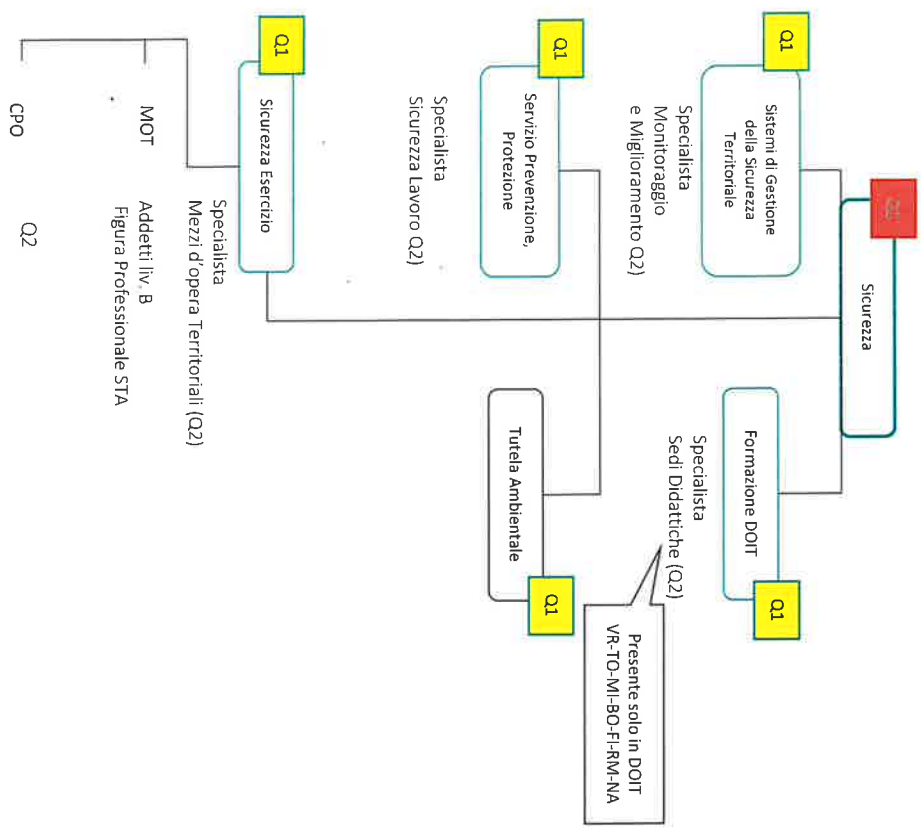 Sicurezza
Q1
Sistemi di Gestione
della Sicurezza
Territoriale
Specialista
Monitoraggio
e Miglioramento Q2)
Formazione DOIT
Q1
Specialista
Sedi Didattiche (Q2)
Presente solo in DOIT
VR-TO-MI-BO-FI-RM-NA
Q1
Servizio Prevenzione,
Protezione
Specialista
Sicurezza Lavoro Q2)
Tutela Ambientale
Q1
Q1
Sicurezza Esercizio
Specialista
Mezzi d'opera Territoriali (Q2)
MOT
Addetti liv. B
Figura Professionale STA
CPO
Q2